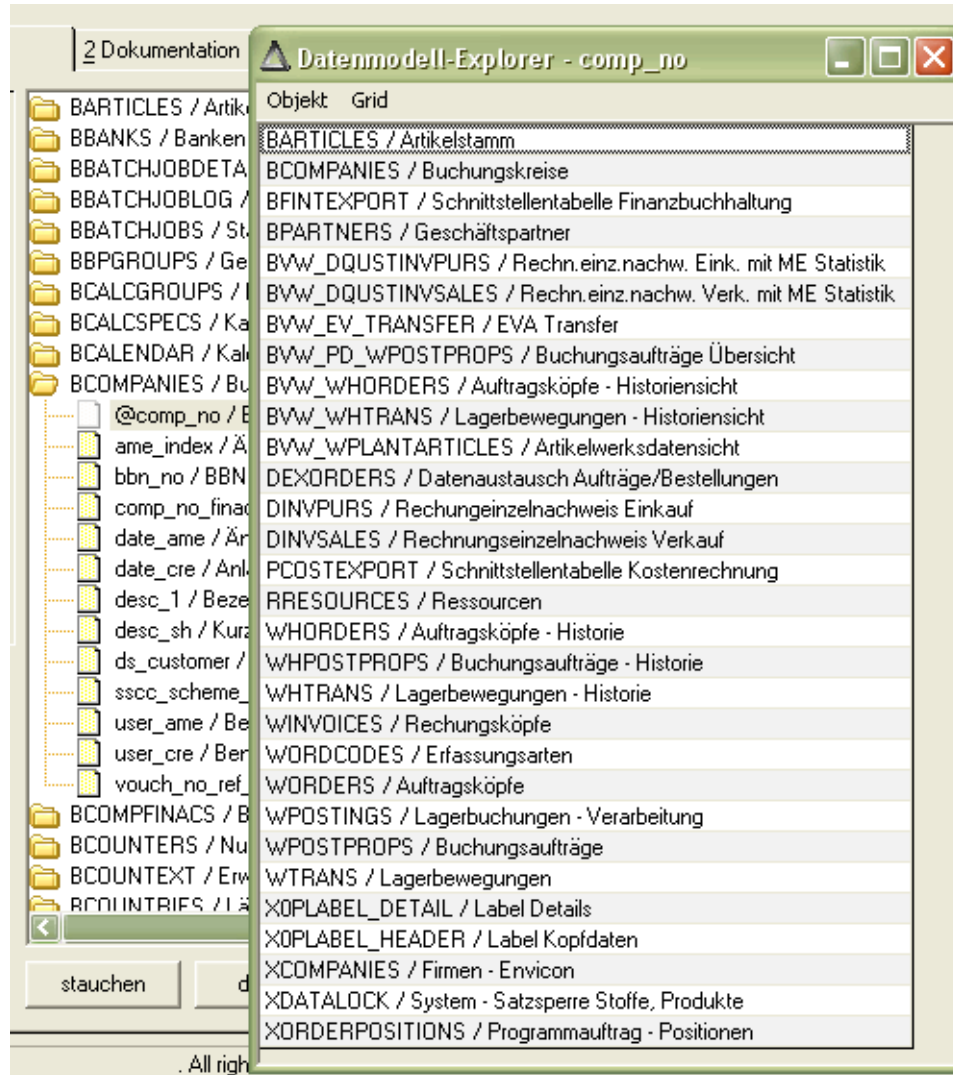 2 Dokumentation
BARTICLES / Artik
BBANKS / Banken
BBATCHJOBDETA
BBATCHJOBLOG /
BBATCHJOBS / St
BBPGROUPS / Ge
BCALCGROUPS /
BCALCSPECS / Ka
BCALENDAR / Kal
BCOMPANIES / Bu
@comp_no / B
ame_index / Ä
bbn_no / BBN
comp_no_finac
date_ame / Än
date_cre / Anl
desc_1 / Beze
desc_sh / Kurz
ds_customer /
sscc_scheme_
user_ame / Be
user_cre / Ben
vouch_no_ref_
BCOMPFINACS / B
BCOUNTERS / Nu
BCOUNTEXT / Erw
BCOUNTRIES / Lä
stauchen
d
. All righ
Datenmodell-Explorer - comp_no
Objekt Grid
BARTICLES / Artikelstamm
BCOMPANIES / Buchungskreise
BFINTEXPORT / Schnittstellentabelle Finanzbuchhaltung
BPARTNERS / Geschäftspartner
BVW_DQUSTINVPURS / Rechn.einz.nachw. Eink. mit ME Statistik
BVW_DQUSTINVSALES / Rechn.einz.nachw. Verk. mit ME Statistik
BVW_EV_TRANSFER / EVA Transfer
BVW_PD_WPOSTPROPS / Buchungsaufträge Übersicht
BVW_WHORDERS / Auftragsköpfe - Historiensicht
BVW_WHTRANS / Lagerbewegungen - Historiensicht
BVW_WPLANTARTICLES / Artikelwerksdatensicht
DEXORDERS / Datenaustausch Aufträge/Bestellungen
DINVPURS / Rechungeinzelnachweis Einkauf
DINVSALES / Rechnungseinzelnachweis Verkauf
PCOSTEXPORT / Schnittstellentabelle Kostenrechnung
RRESOURCES / Ressourcen
WHORDERS / Auftragsköpfe - Historie
WHPOSTPROPS / Buchungsaufträge - Historie
WHTRANS / Lagerbewegungen - Historie
WINVOICES / Rechungsköpfe
WORDCODES / Erfassungsarten
WORDERS / Auftragsköpfe
WPOSTINGS / Lagerbuchungen - Verarbeitung
WPOSTPROPS / Buchungsaufträge
WTRANS / Lagerbewegungen
X0PLABEL_DETAIL / Label Details
X0PLABEL_HEADER / Label Kopfdaten
XCOMPANIES / Firmen - Envicon
XDATALOCK / System - Satzsperre Stoffe, Produkte
XORDERPOSITIONS / Programmauftrag - Positionen